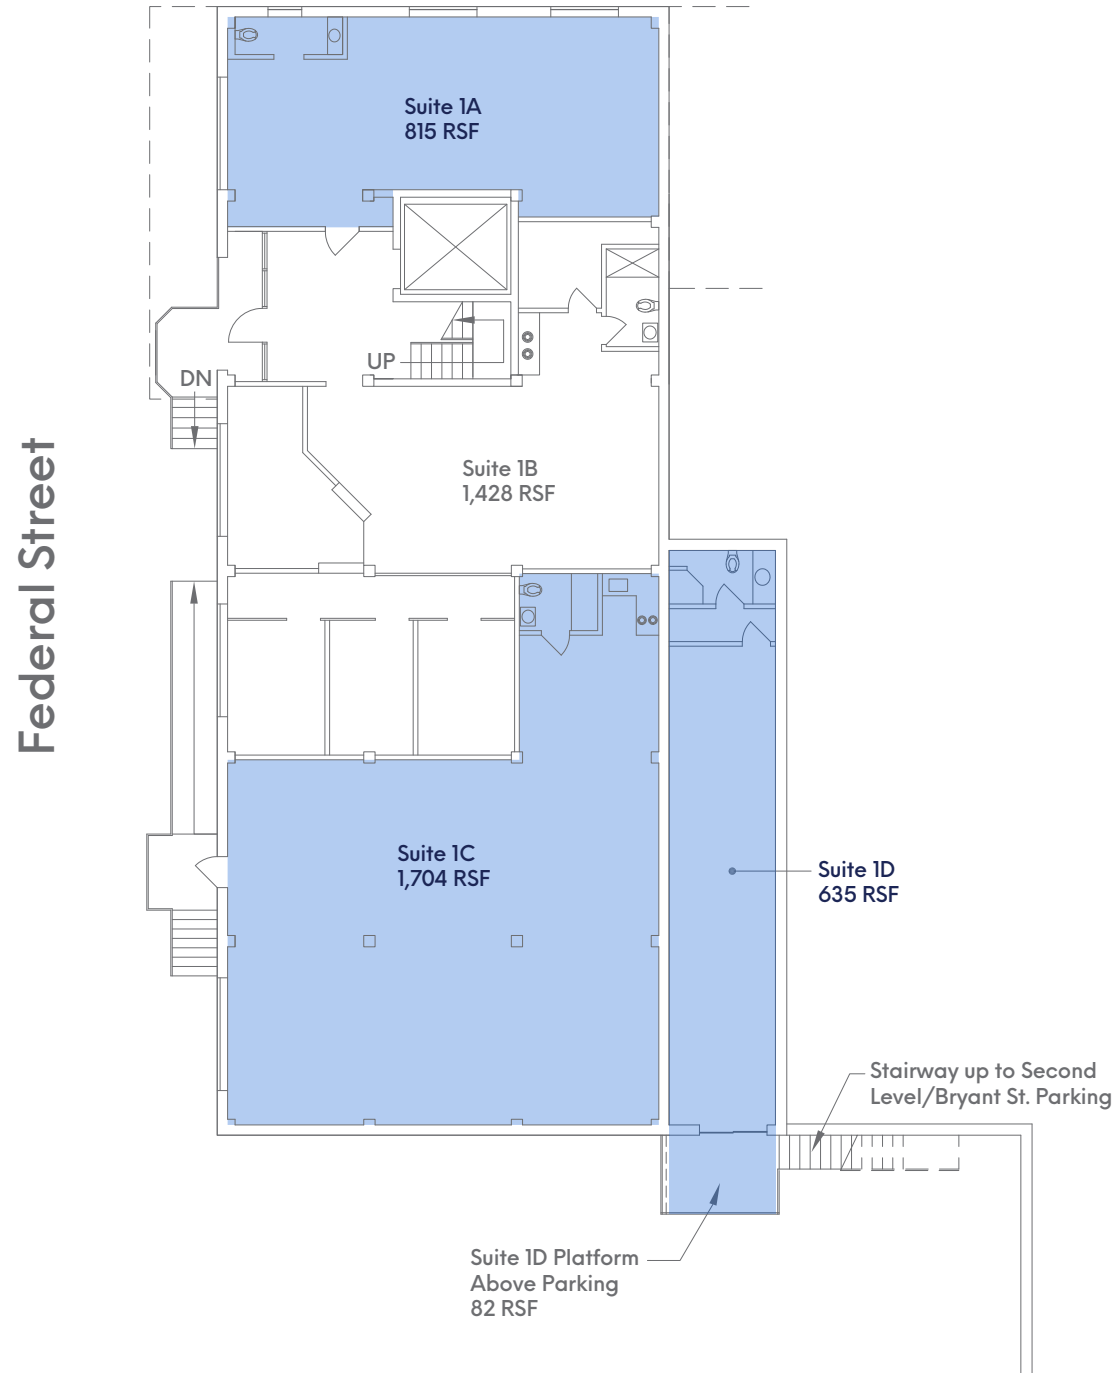 Suite 1A
815 RSF
UP
DN
Federal Street
Suite 1B
1,428 RSF
Suite 1C
1,704 RSF
Suite 1D
635 RSF
Stairway up to Second
Level/Bryant St. Parking
Suite 1D Platform
Above Parking
82 RSF